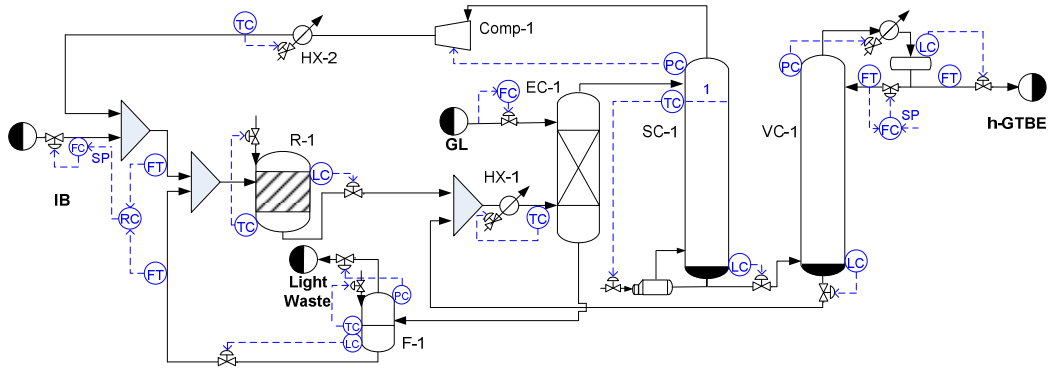 TC
HX-2
Comp-1
PC
LC
PC
FT
FT
h-GTBE
FC
SP
EC-1
FC
GL
TC
1
SC-1
VC-1
R-1
FC
SP
IB
FT
LC
HX-1
RC
TC
TC
FT
Light
Waste
PC
LC
LC
TC
LC
F-1